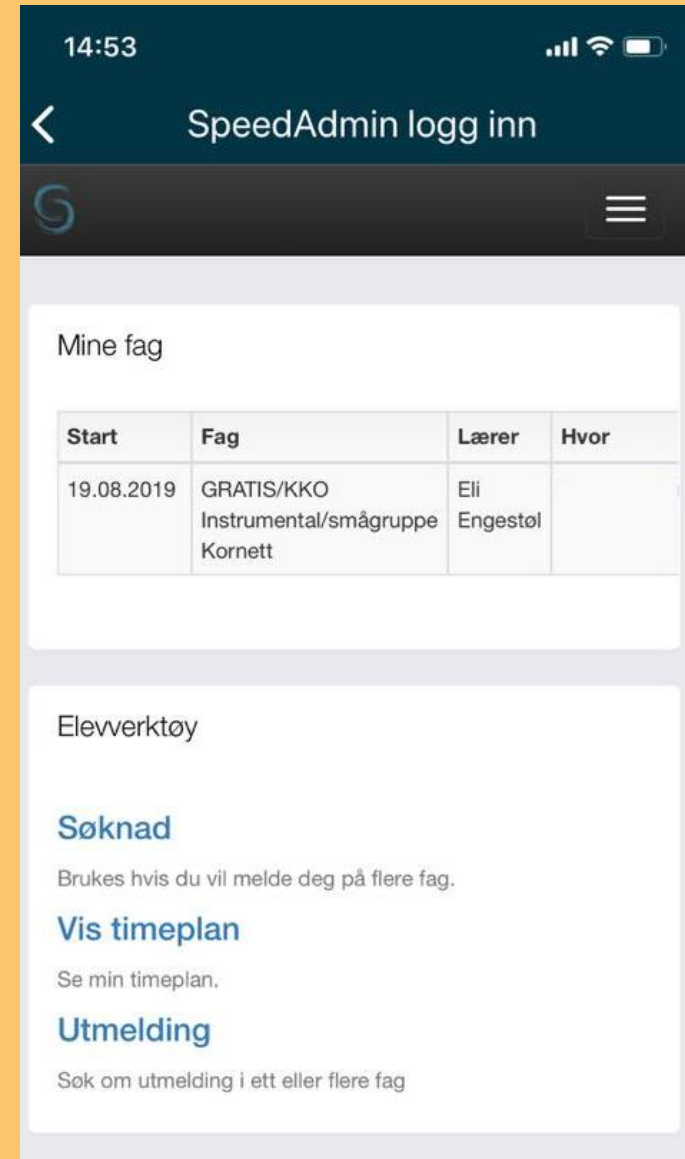 14:53
SpeedAdmin logg inn
Mine fag
Start Fag Lærer Hvor
19.08.2019 GRATIS/KKO Eli
Instrumental/smågruppe Engestøl
Kornett
Elevverktøy
Søknad
Brukes hvis du vil melde deg på flere fag.
Vis timeplan
Se min timeplan.
Utmelding
Søk om utmelding i ett eller flere fag